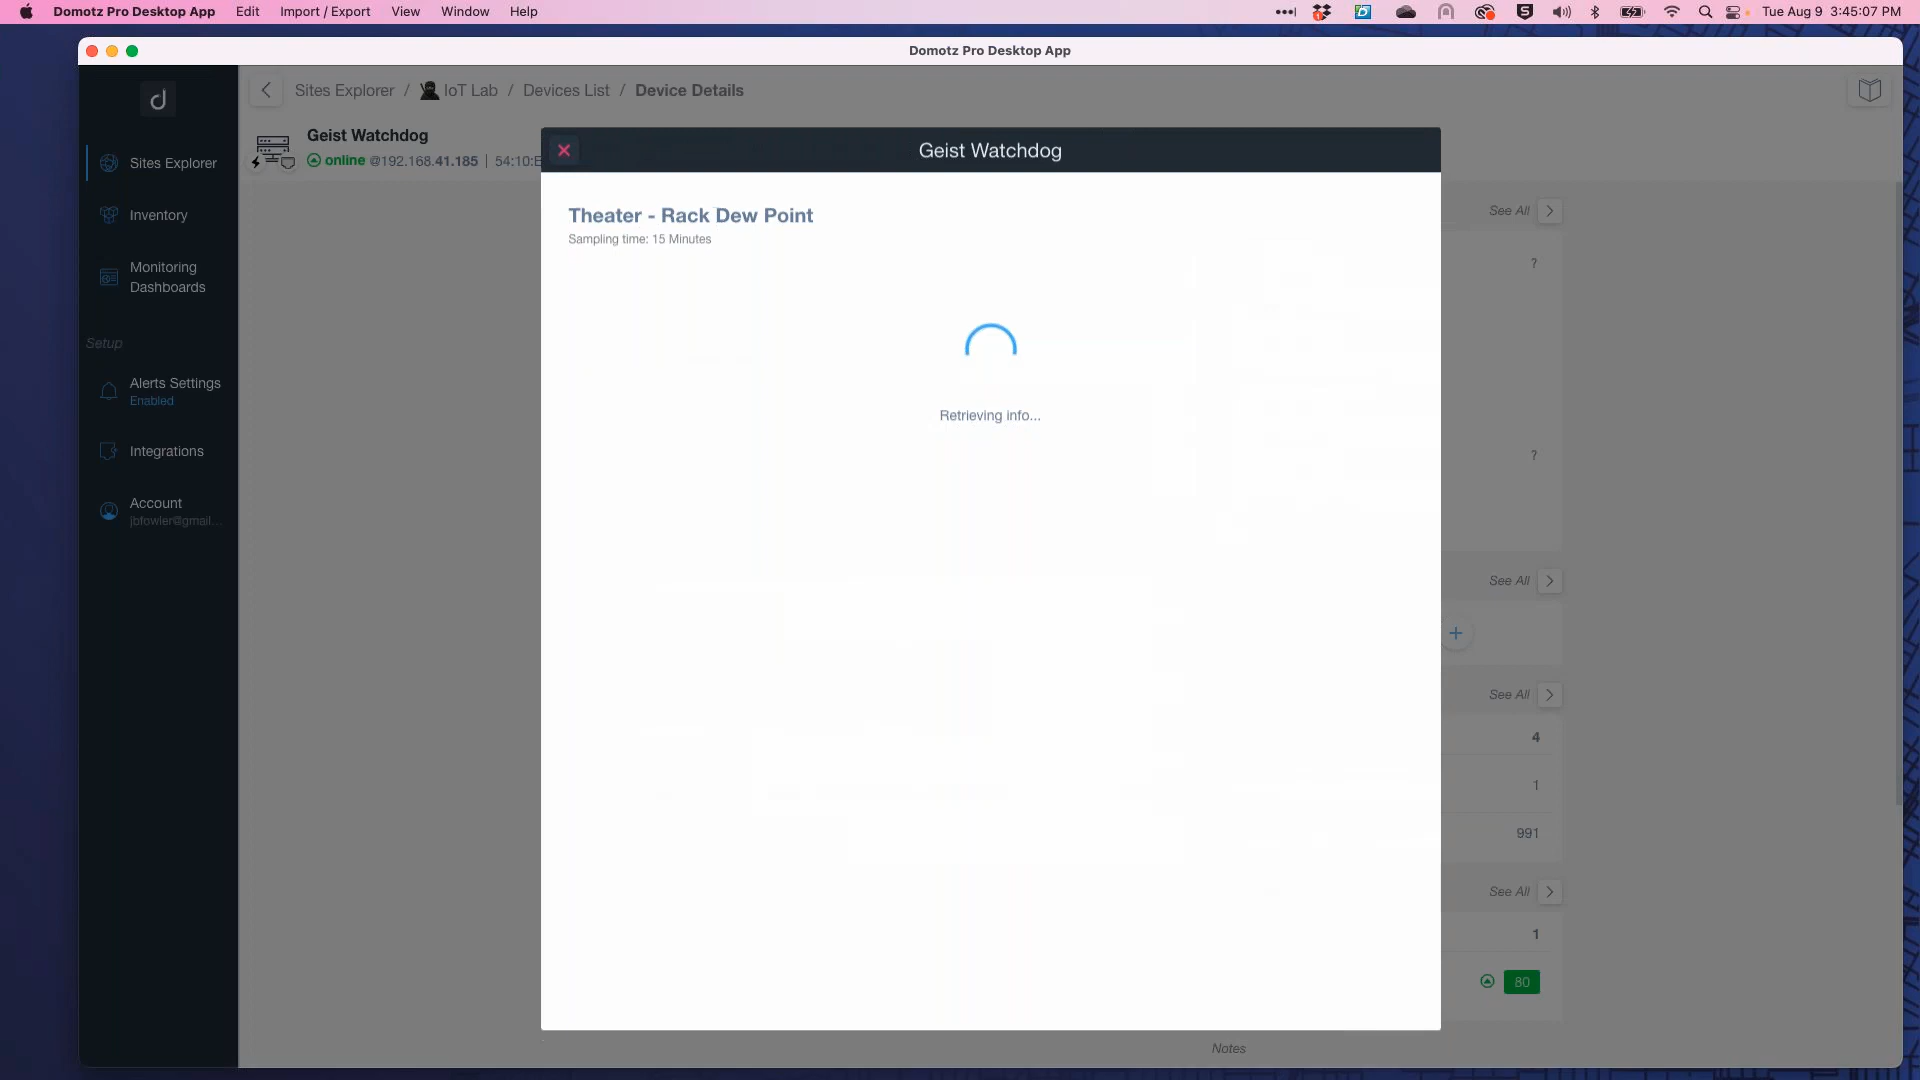 Domotz Pro Desktop App Edit Import / Export View Window Help Tue Aug 9 3:45:07 PM
Domotz Pro Desktop App
Sites Explorer / IoT Lab / Devices List / Device Details
Geist Watchdog
online @192.168.41.185 | 54:10:E
Geist Watchdog
Sites Explorer
Inventory
Monitoring
Dashboards
Setup
Alerts Settings
Enabled
Integrations
Account
jbfowler@gmail...
Theater - Rack Dew Point
Sampling time: 15 Minutes
Retrieving info...
See All
?
?
See All
See All
4
1
991
See All
1
80
Notes